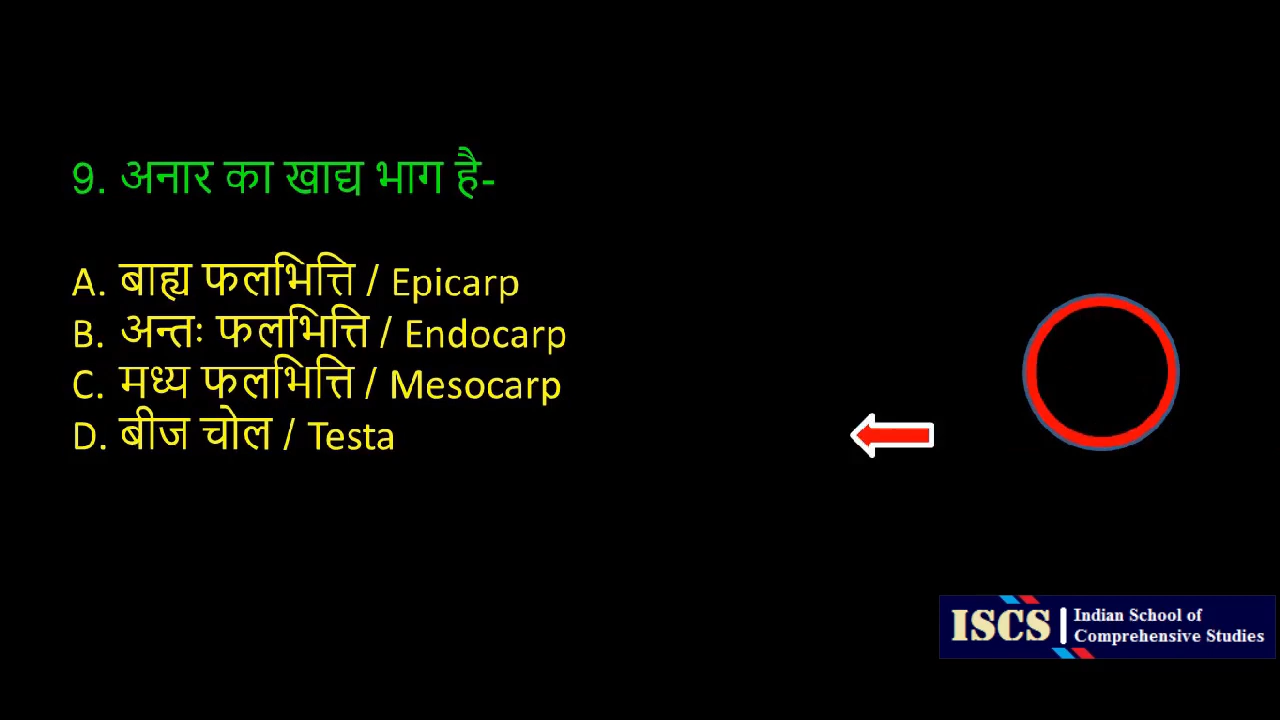 9. अनार का खाद्य भाग है-
A. बाह्य फलभित्ति / Epicarp
B. अन्तः फलभित्ति / Endocarp
C. मध्य फलभित्ति / Mesocarp
D. बीज चोल / Testa
ISCS
Indian School of
Comprehensive Studies